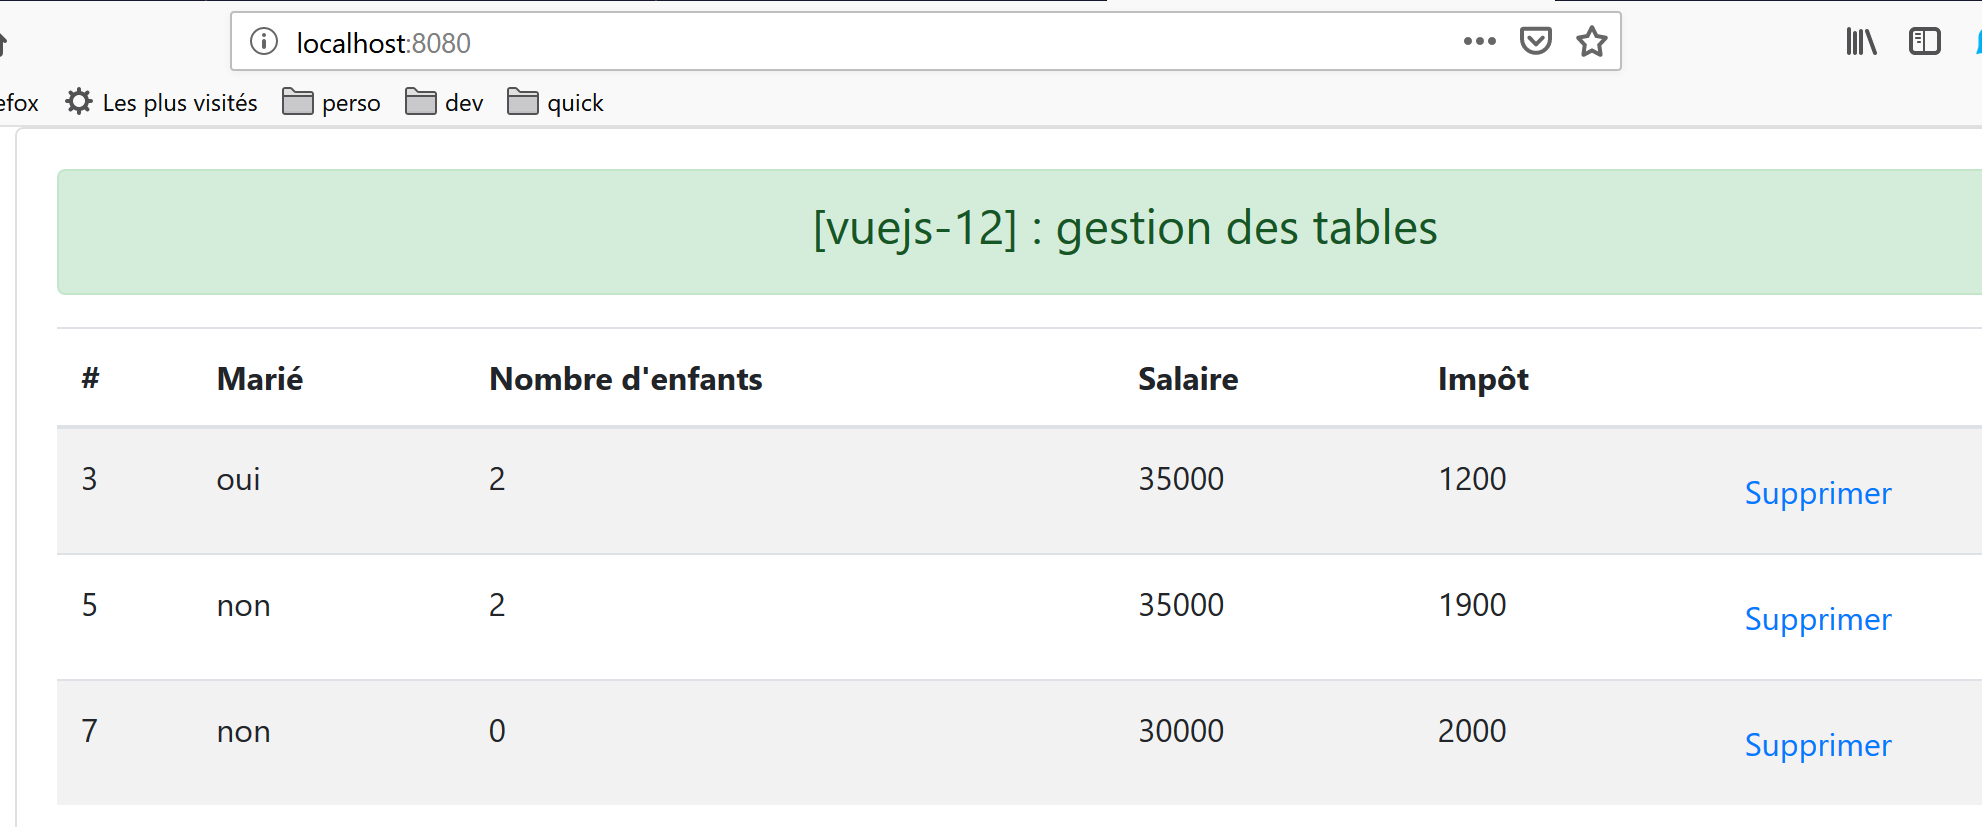 localhost:8080
efox Les plus visités perso dev quick
[vuejs-12] : gestion des tables
# Marié Nombre d'enfants Salaire Impôt
3 oui 2 35000 1200 Supprimer
5 non 2 35000 1900 Supprimer
7 non 0 30000 2000 Supprimer